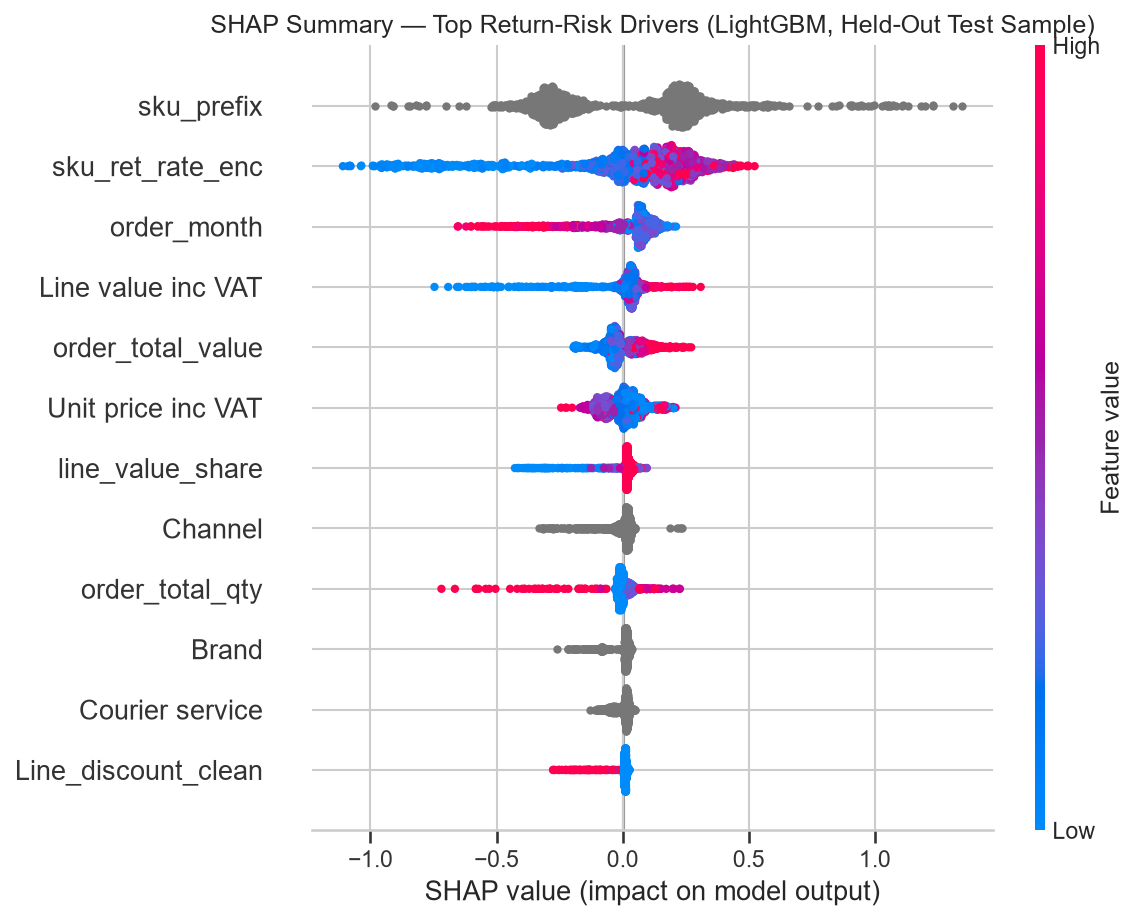 SHAP Summary — Top Return-Risk Drivers (LightGBM, Held-Out Test Sample)
High
sku_prefix
sku_ret_rate_enc
order_month
Line value inc VAT
order_total_value
Unit price inc VAT
line_value_share
Channel
order_total_qty
Brand
Courier service
Line_discount_clean
Feature value
Low
−1.0 −0.5 0.0 0.5 1.0
SHAP value (impact on model output)